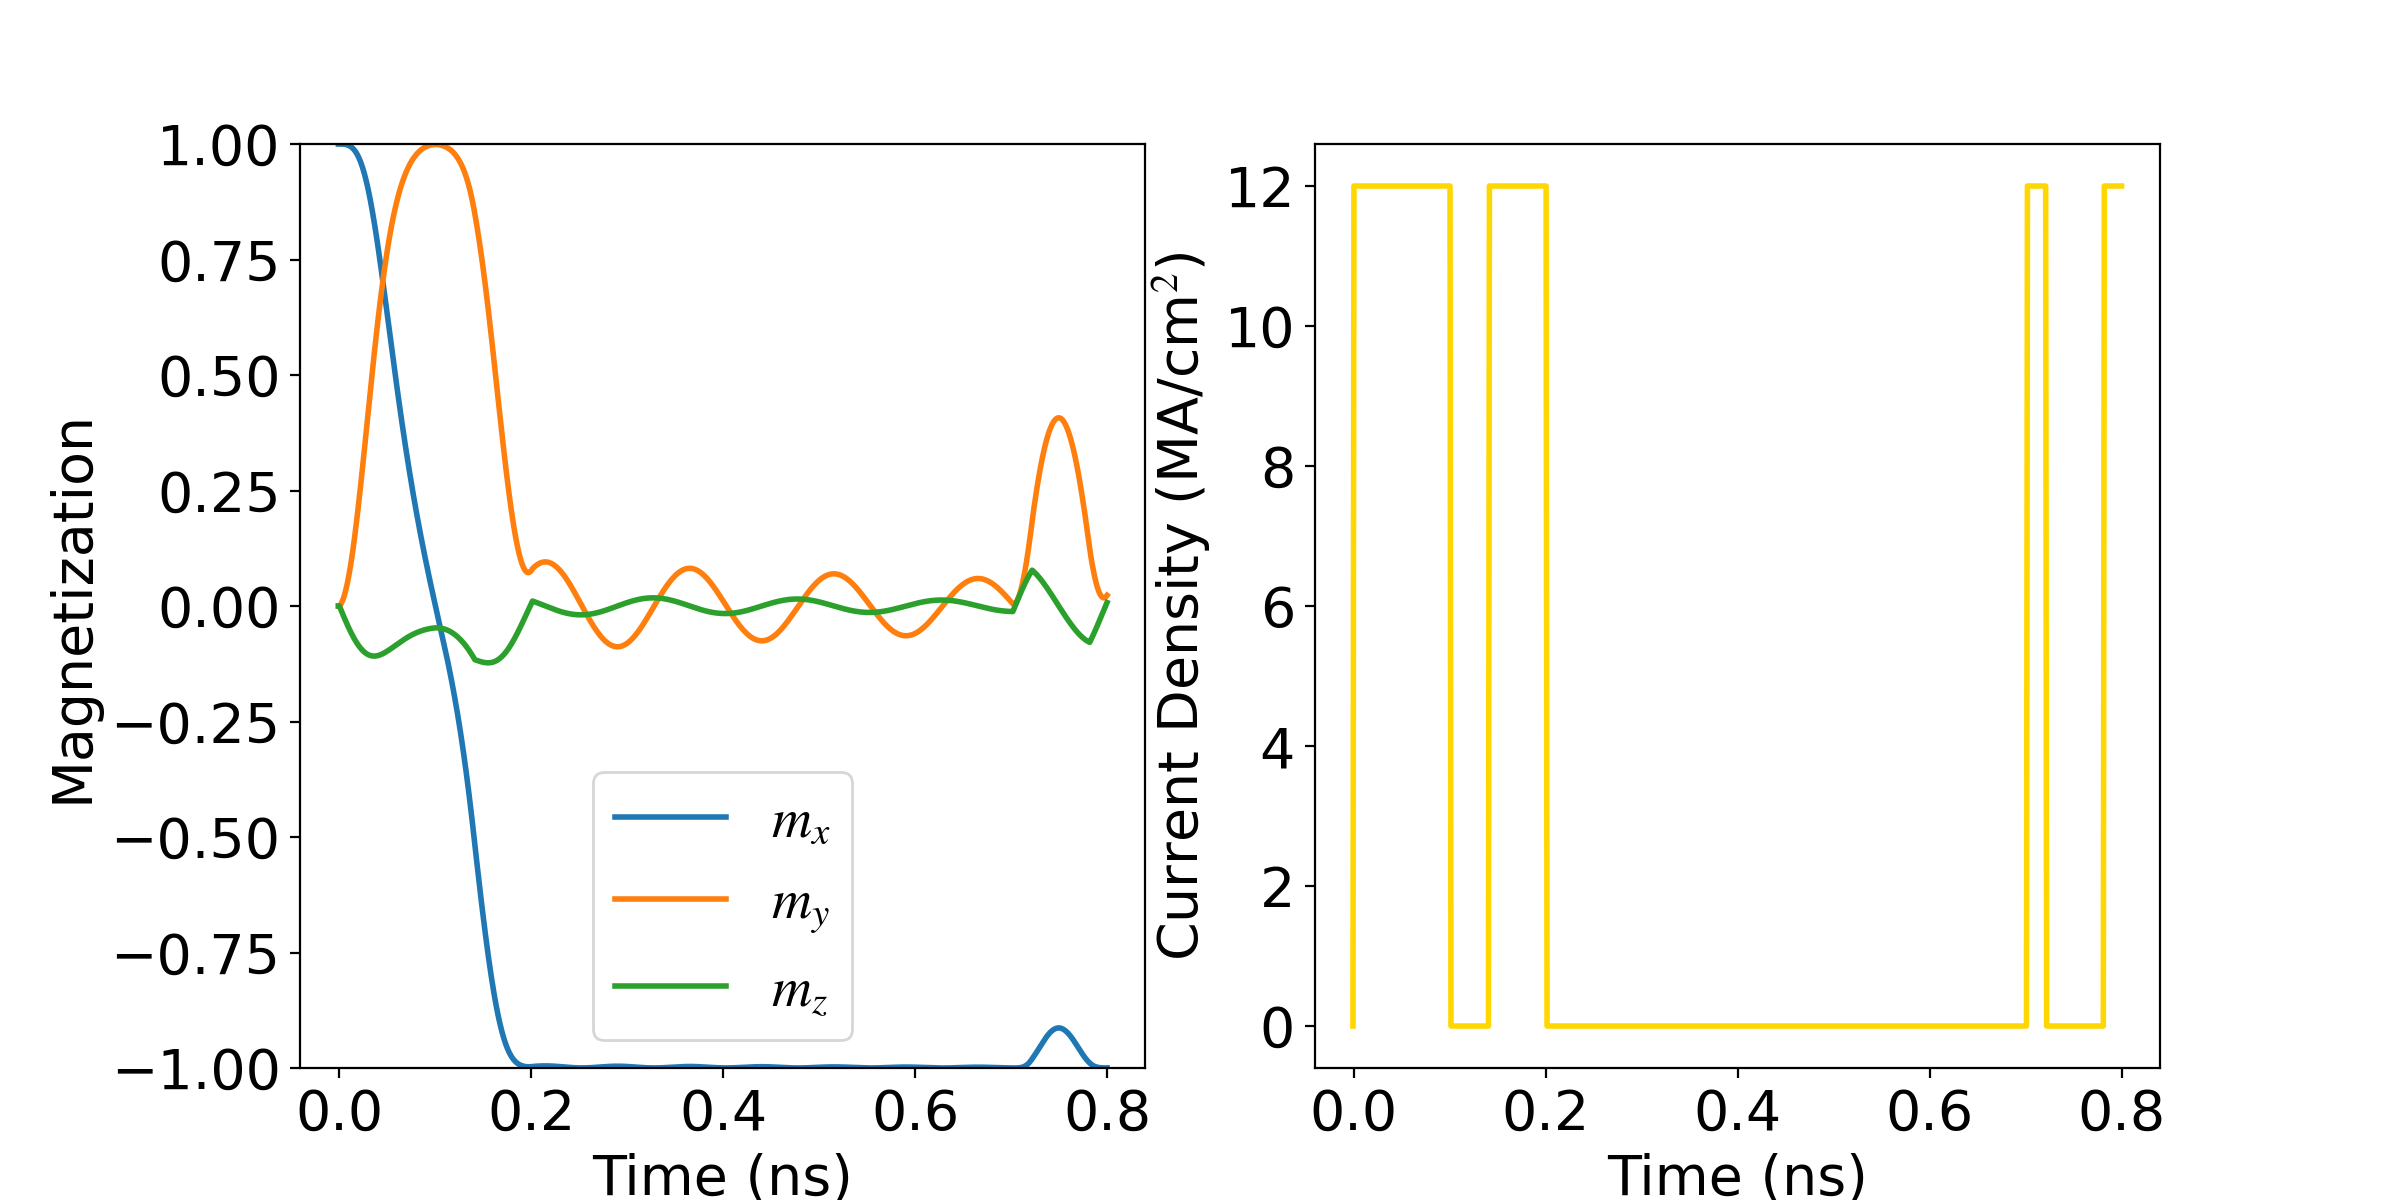 Magnetization
1.00
0.75
0.50
0.25
0.00
−0.25
−0.50
−0.75
−1.00
0.0 0.2 0.4 0.6 0.8
Time (ns)
m_x
m_y
m_z
Current Density (MA/cm²)
12
10
8
6
4
2
0
0.0 0.2 0.4 0.6 0.8
Time (ns)